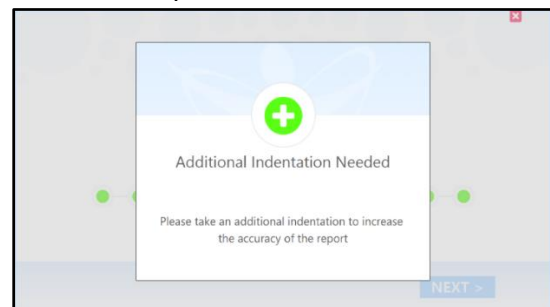 Additional Indentation Needed
Please take an additional indentation to increase
the accuracy of the report
NEXT >